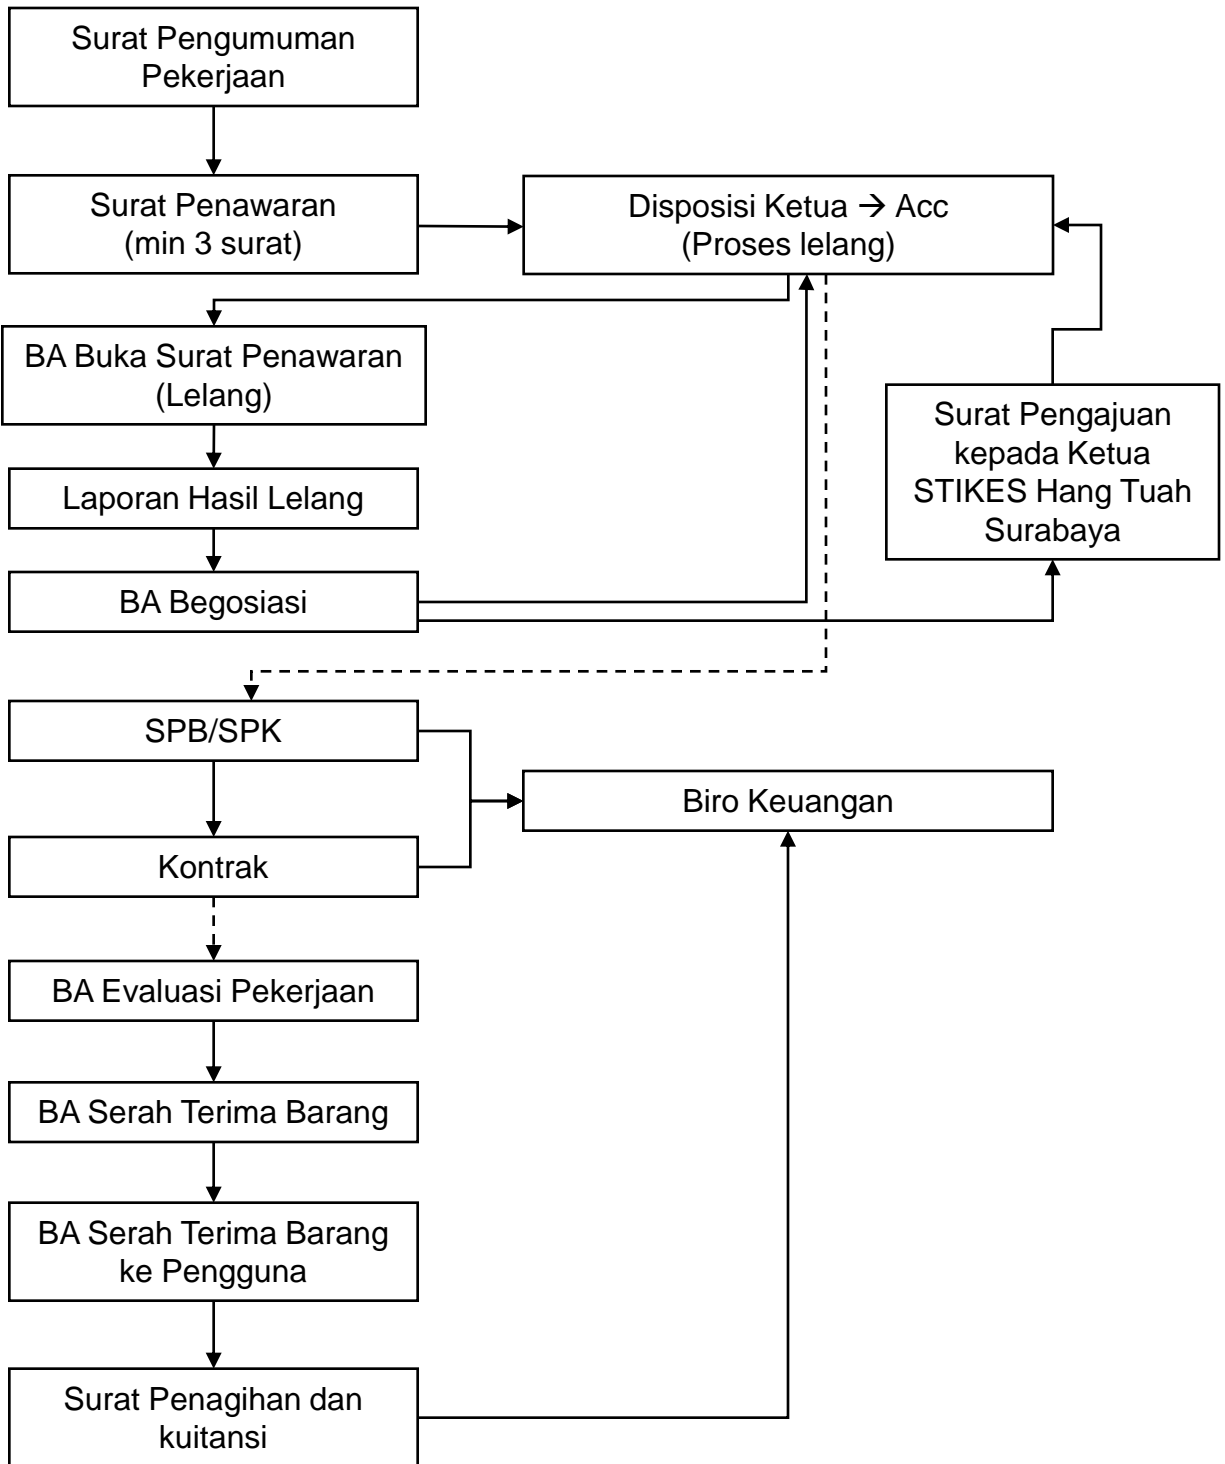 Surat Pengumuman
Pekerjaan
Surat Penawaran
(min 3 surat)
Disposisi Ketua → Acc
(Proses lelang)
BA Buka Surat Penawaran
(Lelang)
Laporan Hasil Lelang
BA Begosiasi
Surat Pengajuan
kepada Ketua
STIKES Hang Tuah
Surabaya
SPB/SPK
Biro Keuangan
Kontrak
BA Evaluasi Pekerjaan
BA Serah Terima Barang
BA Serah Terima Barang
ke Pengguna
Surat Penagihan dan
kuitansi